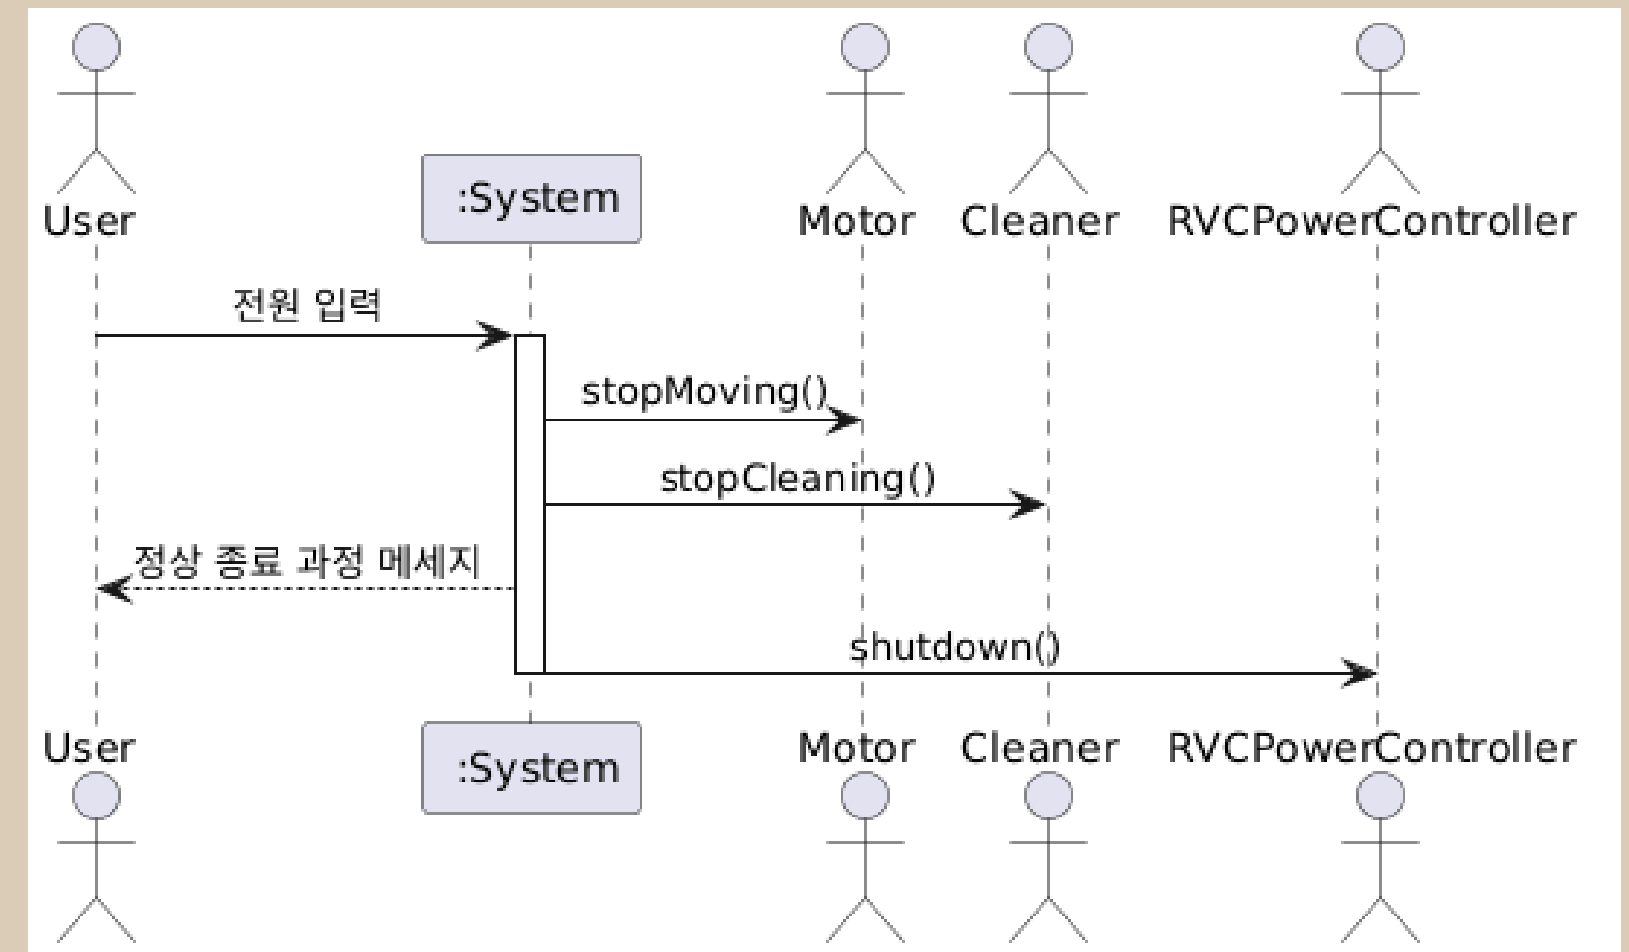 User
:System
Motor
Cleaner
RVCPowerController
전원 입력
stopMoving()
stopCleaning()
정상 종료 과정 메세지
shutdown()
User
:System
Motor
Cleaner
RVCPowerController